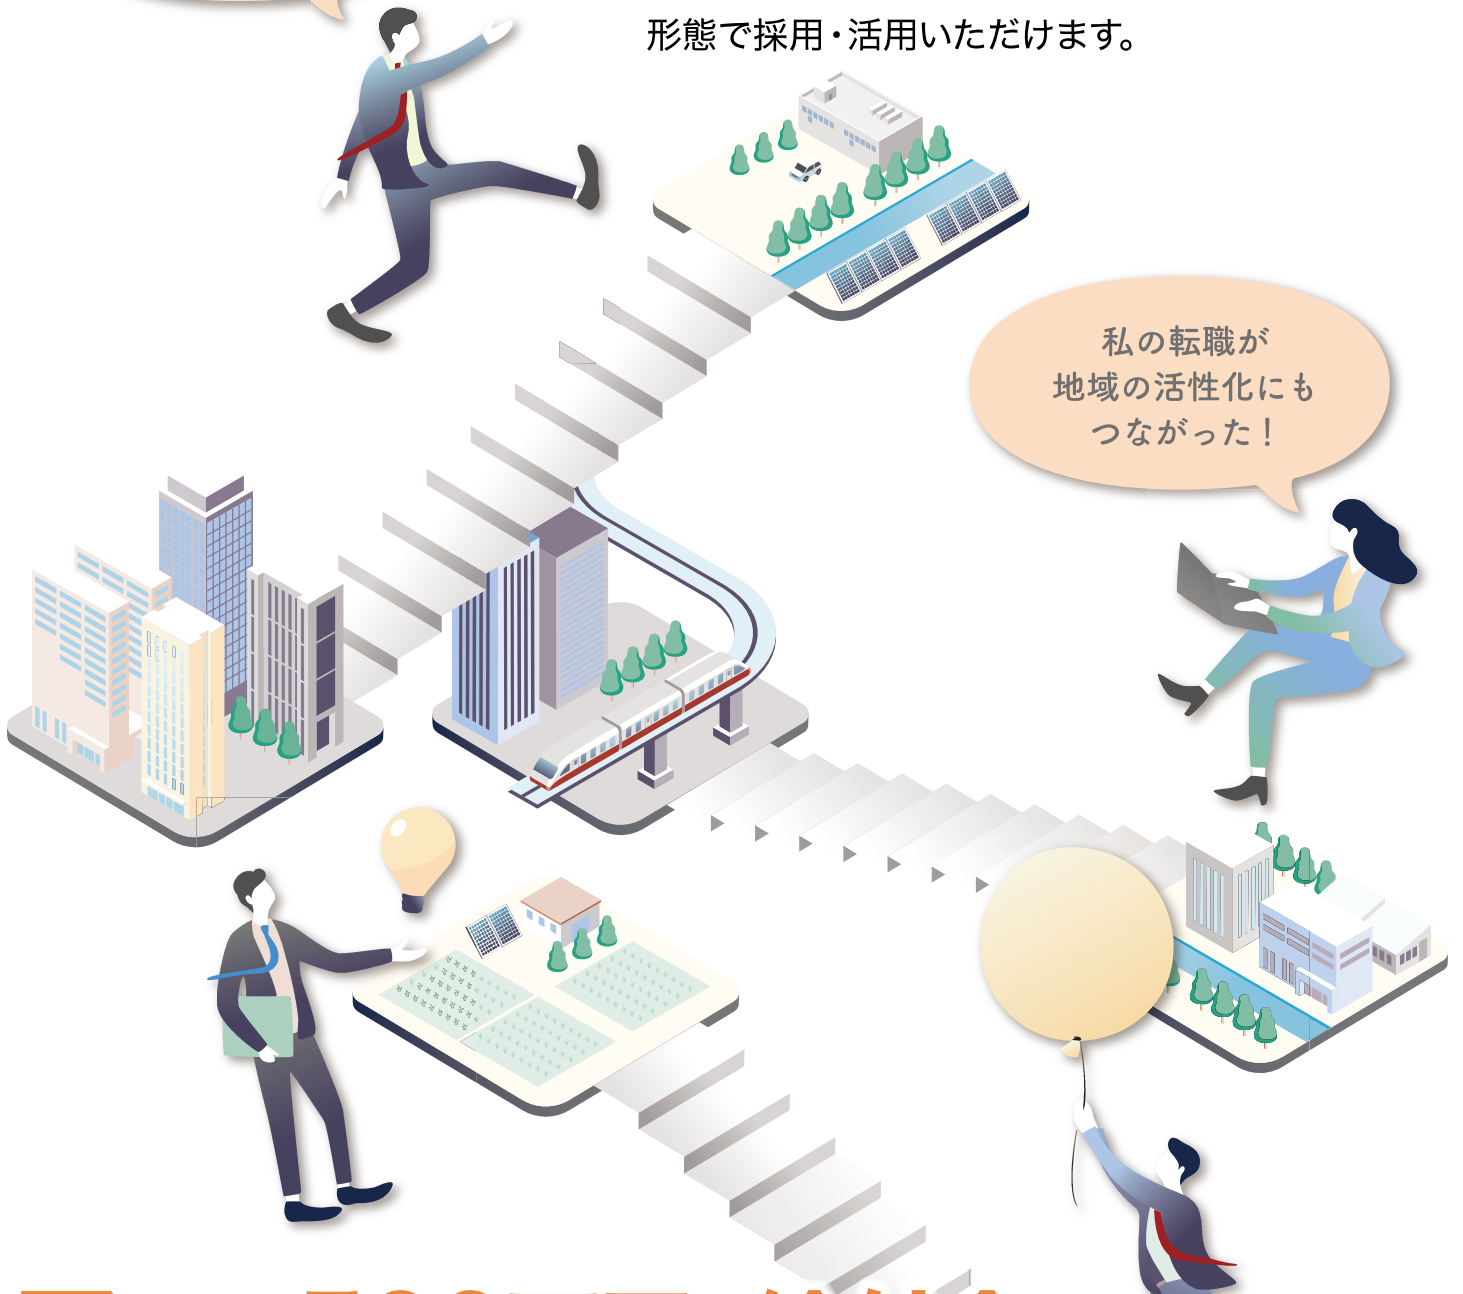 形態で採用・活用いただけます。
私の転職が
地域の活性化にも
つながった！